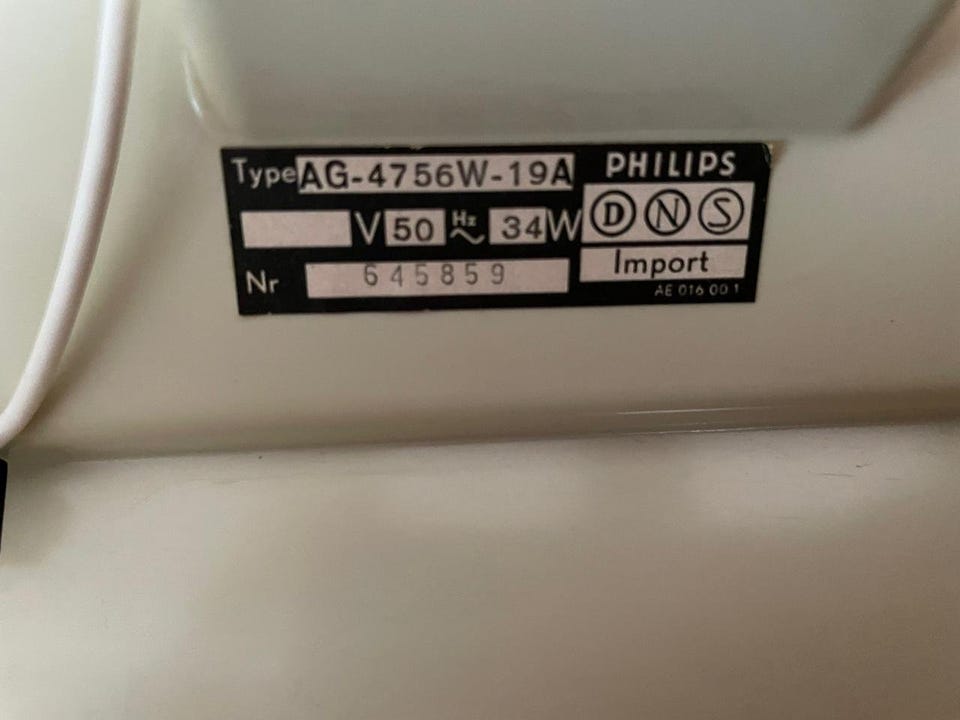 Type AG-4756W-19A
V 50 Hz ~ 34 W
Nr 645859
PHILIPS
D N S
Import
AE 016 00 1